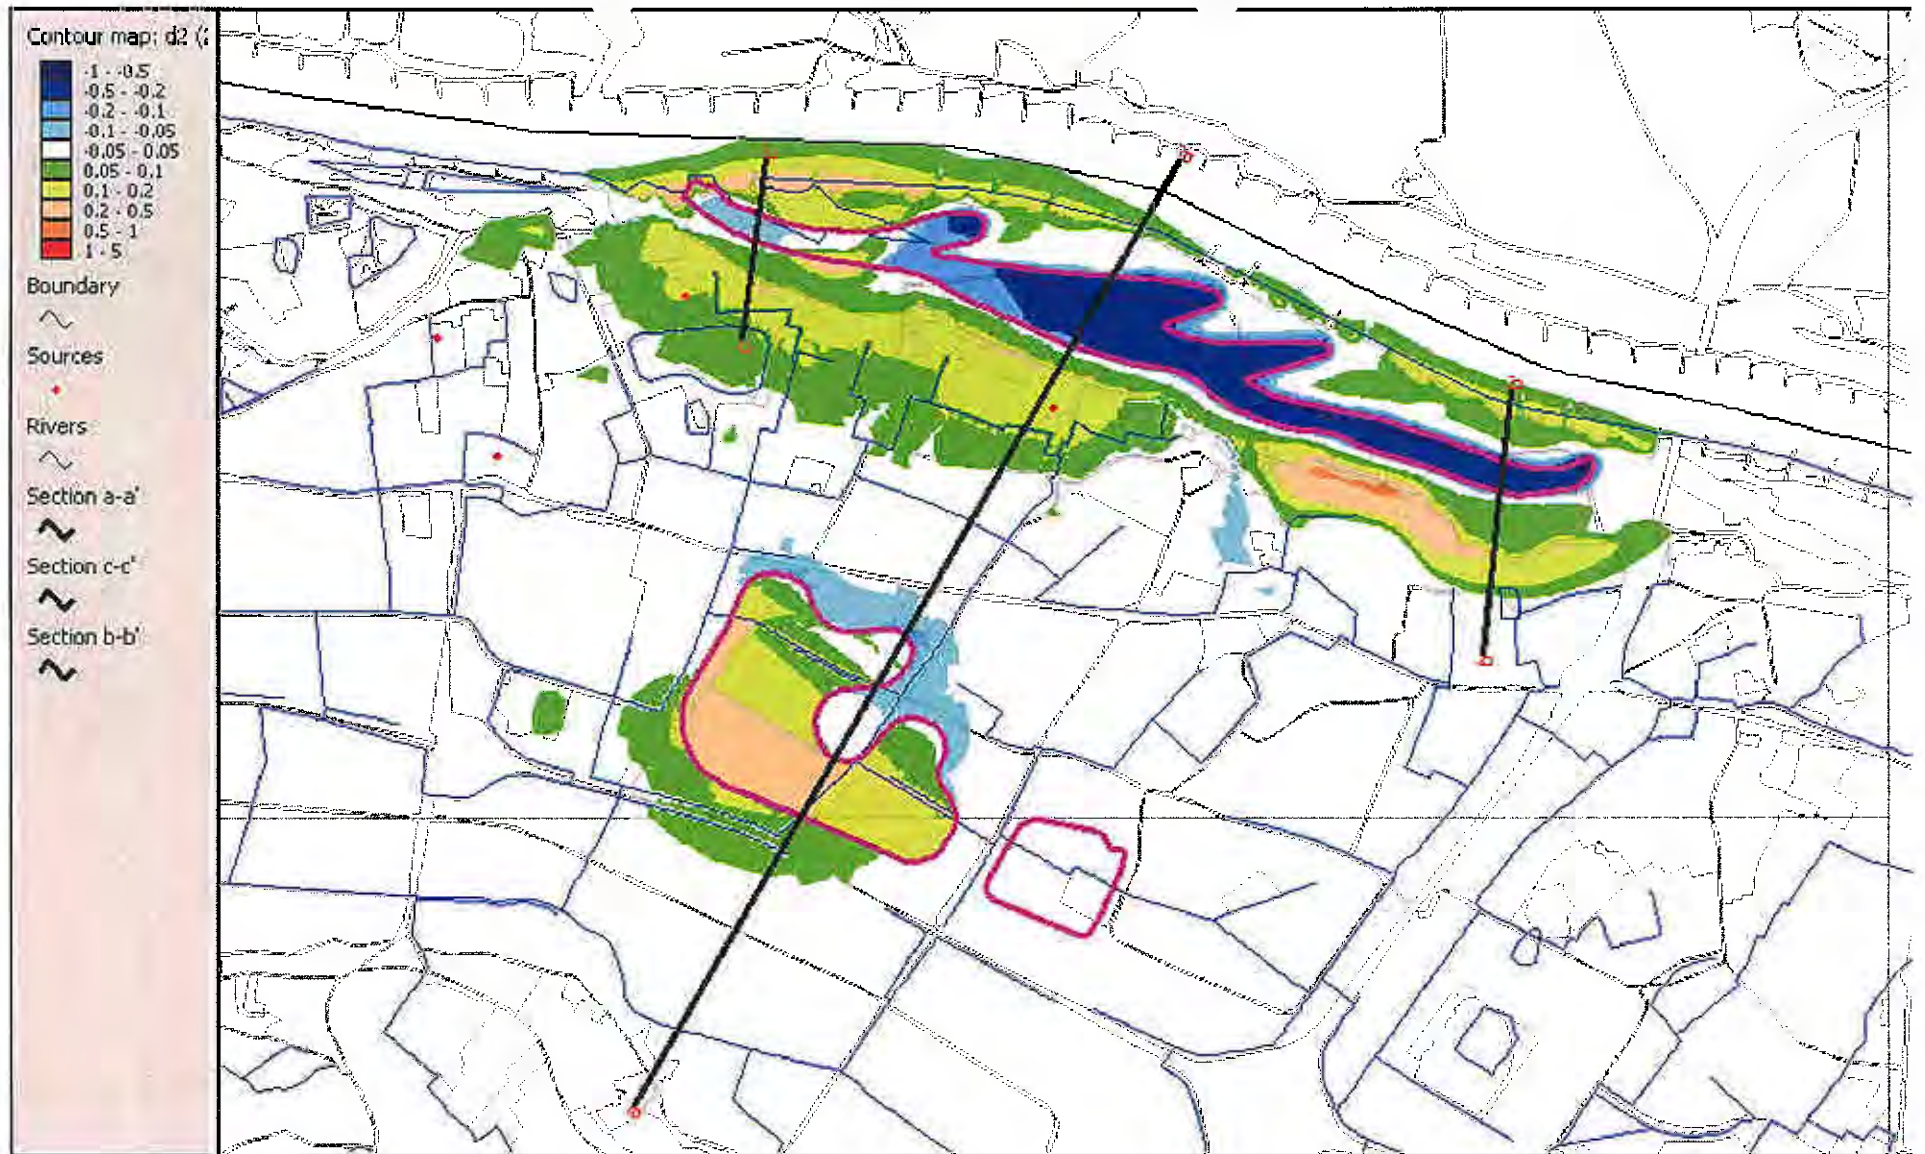 Contour map: d2 (2
-1 - -0.5
-0.5 - -0.2
-0.2 - -0.1
-0.1 - -0.05
-0.05 - 0.05
0.05 - 0.1
0.1 - 0.2
0.2 - 0.5
0.5 - 1
1 - 5
Boundary
Sources
Rivers
Section a-a'
Section c-c'
Section b-b'